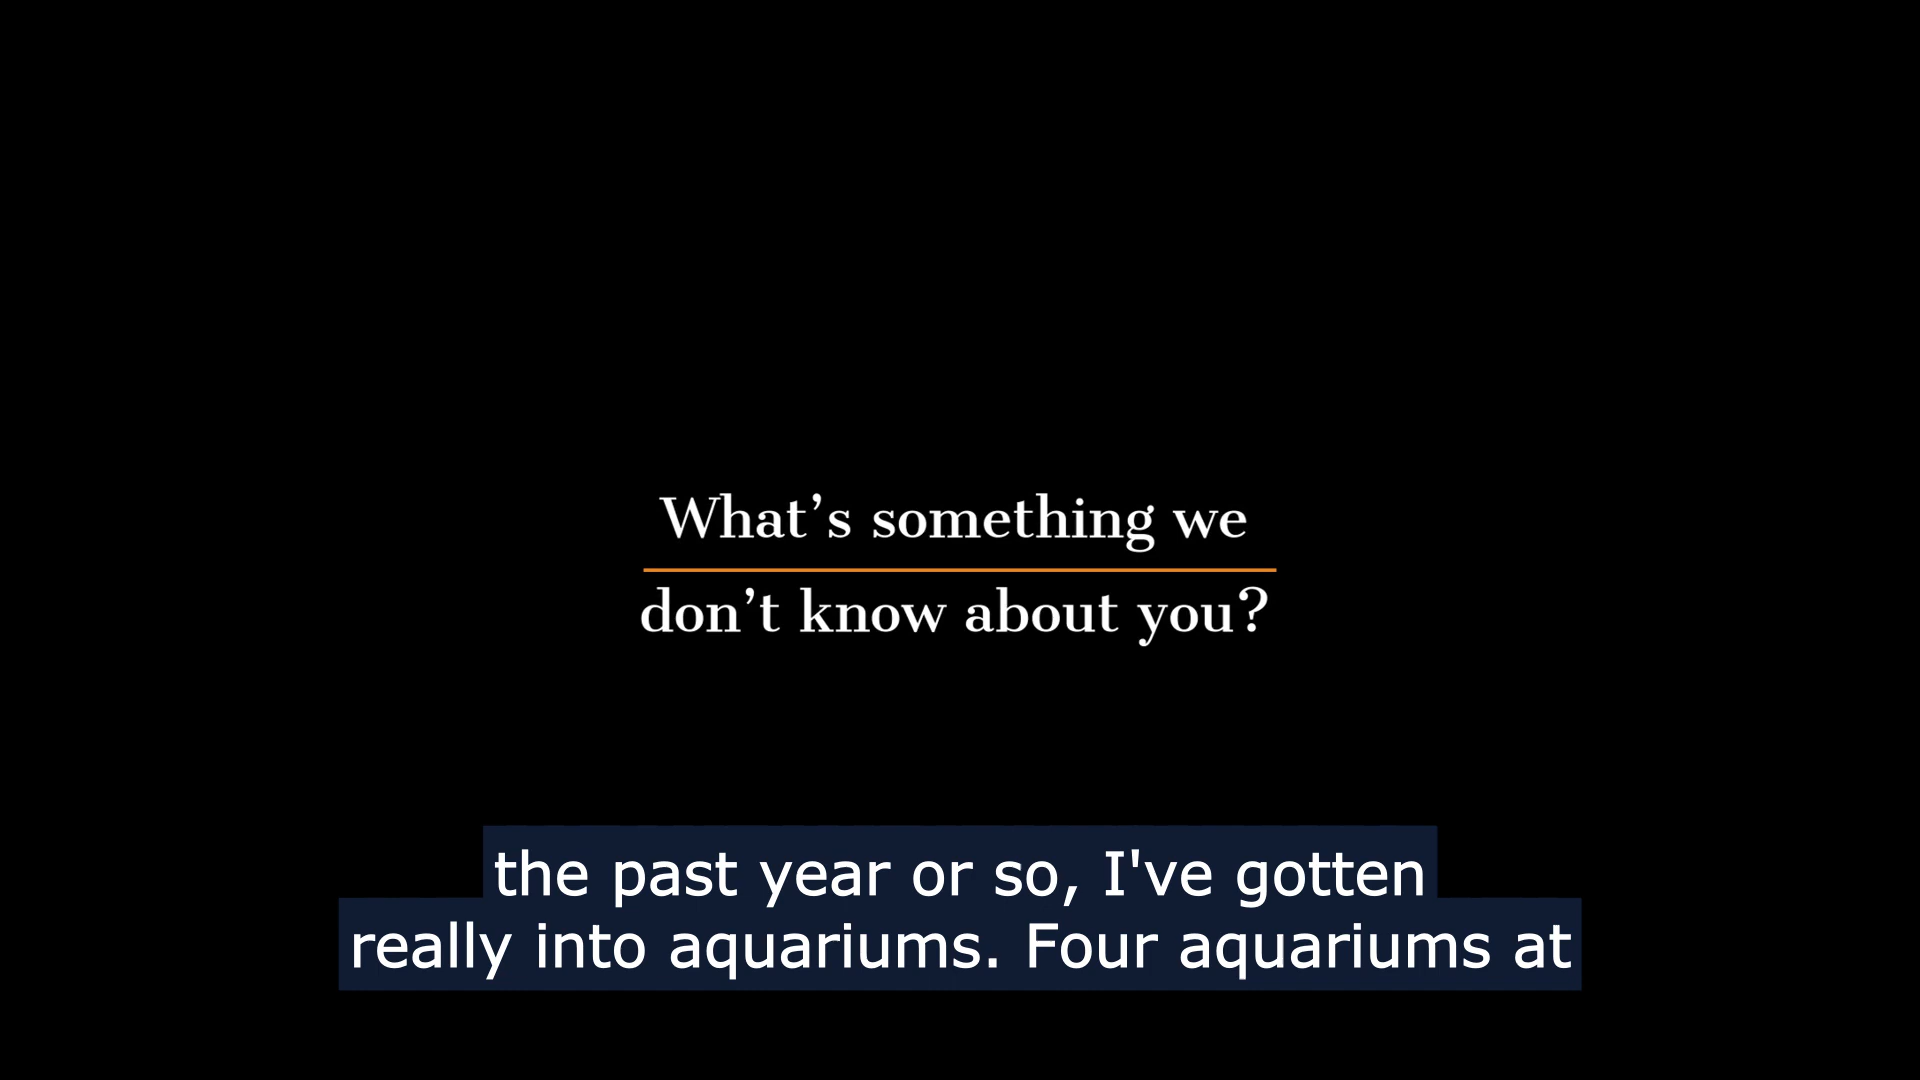 What’s something we
don’t know about you?
the past year or so, I've gotten
really into aquariums. Four aquariums at